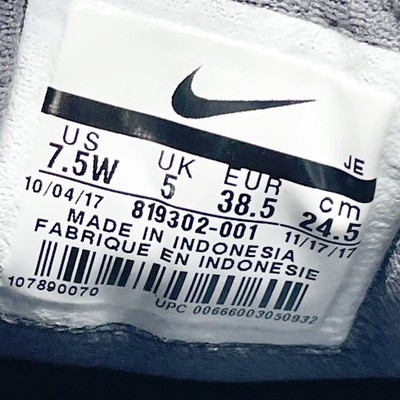 JE
US UK EUR cm
7.5W 5 38.5 24.5
10/04/17 819302-001 11/17/17
MADE IN INDONESIA
FABRIQUE EN INDONESIE
107890070 UPC 00666003050932